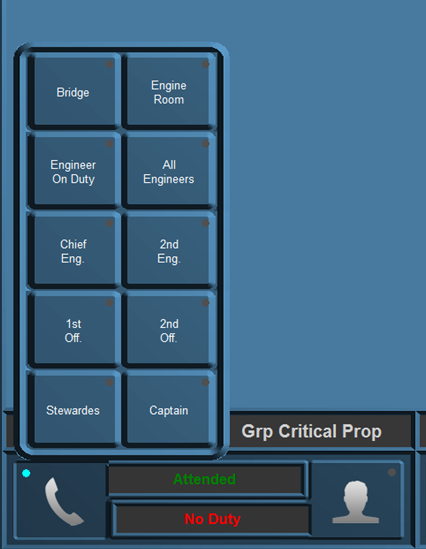 Bridge
Engine
Room
Engineer
On Duty
All
Engineers
Chief
Eng.
2nd
Eng.
1st
Off.
2nd
Off.
Stewardes
Captain
Grp Critical Prop
Attended
No Duty